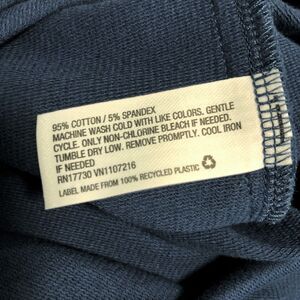 95% COTTON / 5% SPANDEX
MACHINE WASH COLD WITH LIKE COLORS. GENTLE
CYCLE. ONLY NON-CHLORINE BLEACH IF NEEDED.
TUMBLE DRY LOW. REMOVE PROMPTLY. COOL IRON
IF NEEDED
RN17730 VN1107216
LABEL MADE FROM 100% RECYCLED PLASTIC